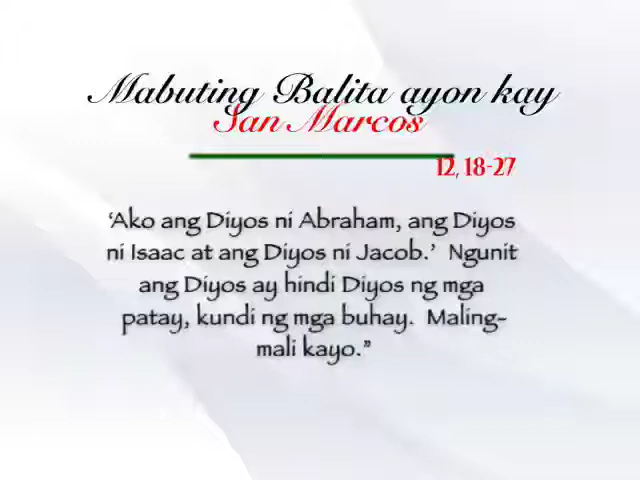 Mabuting Balita ayon kay
San Marcos
12, 18-27
‘Ako ang Diyos ni Abraham, ang Diyos
ni Isaac at ang Diyos ni Jacob.’ Ngunit
ang Diyos ay hindi Diyos ng mga
patay, kundi ng mga buhay. Maling-
mali kayo.”